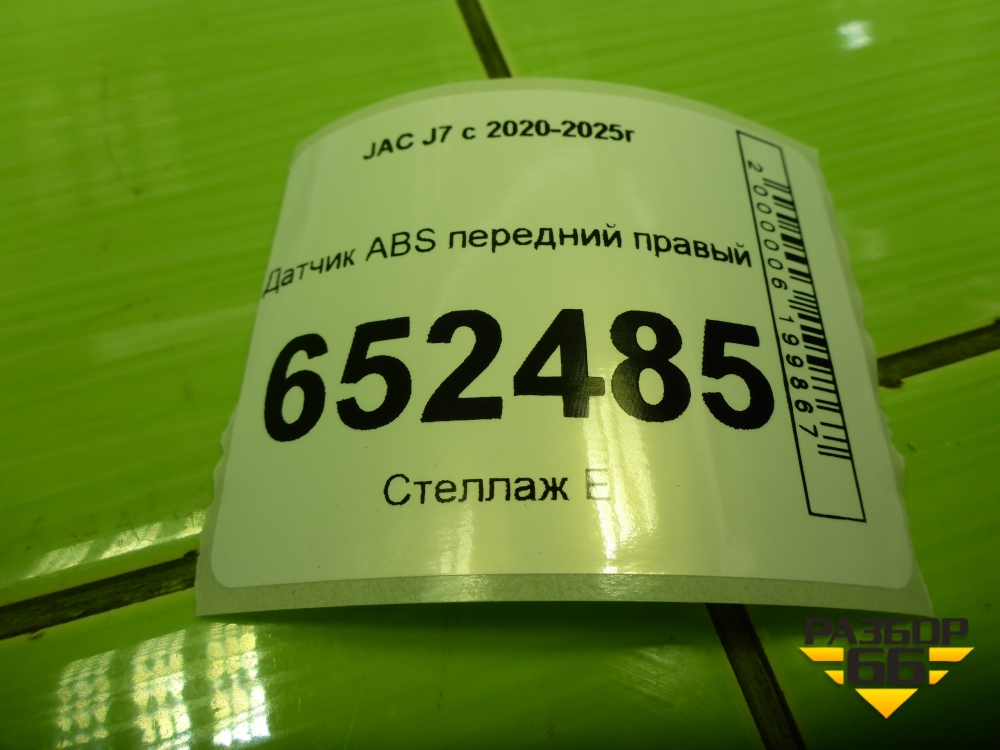 JAC J7 с 2020-2025г
Датчик ABS передний правый
652485
Стеллаж E
2000006199867
РАЗБОР
66